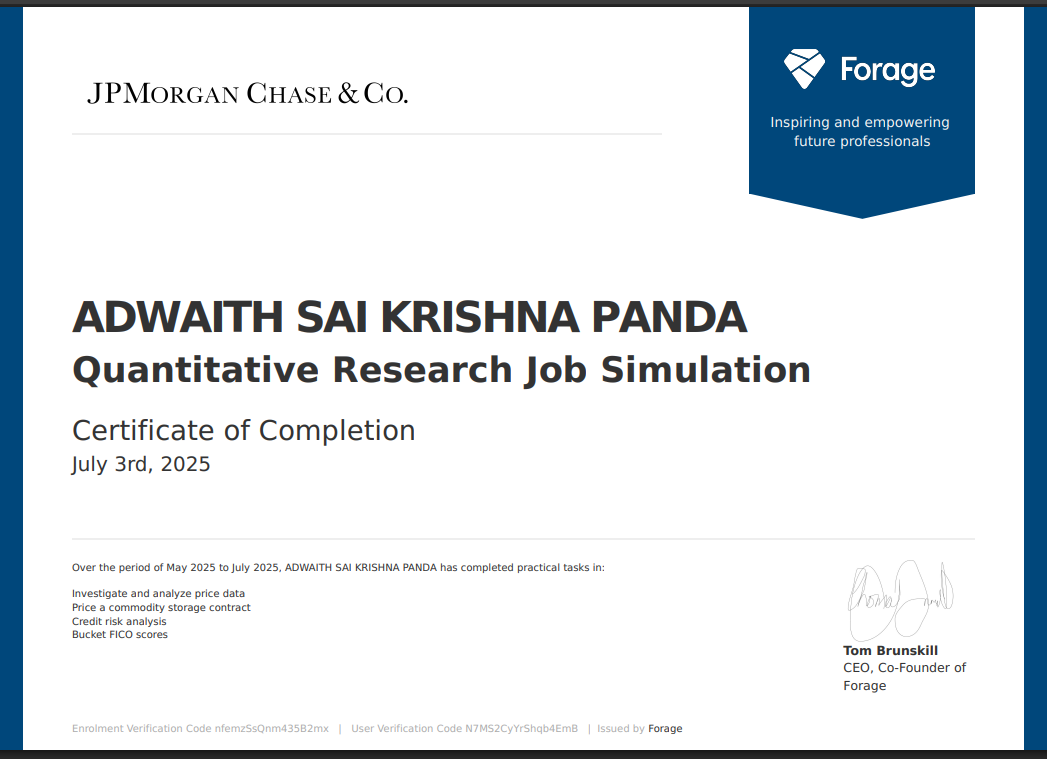 JPMORGAN CHASE & CO.
Forage
Inspiring and empowering
future professionals
ADWAITH SAI KRISHNA PANDA
Quantitative Research Job Simulation
Certificate of Completion
July 3rd, 2025
Over the period of May 2025 to July 2025, ADWAITH SAI KRISHNA PANDA has completed practical tasks in:
Investigate and analyze price data
Price a commodity storage contract
Credit risk analysis
Bucket FICO scores
Tom Brunskill
CEO, Co-Founder of
Forage
Enrolment Verification Code nfemzSsQnm435B2mx | User Verification Code N7MS2CyYrShqb4EmB | Issued by Forage